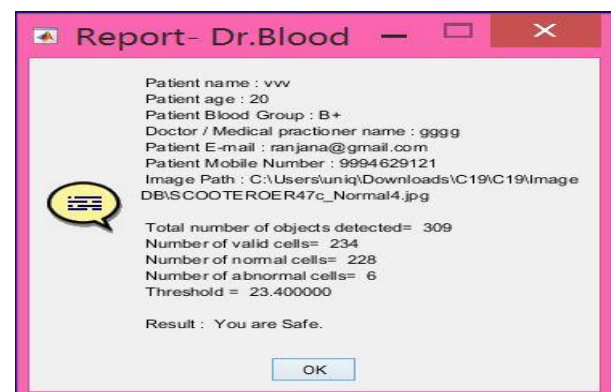 Report- Dr.Blood
Patient name : vvv
Patient age : 20
Patient Blood Group : B+
Doctor / Medical practioner name : gggg
Patient E-mail : ranjana@gmail.com
Patient Mobile Number : 9994629121
Image Path : C:\Users\uniq\Downloads\C19\C19\Image
DB\SCOOTEROER47c_Normal4.jpg
Total number of objects detected= 309
Number of valid cells= 234
Number of normal cells= 228
Number of abnormal cells= 6
Threshold = 23.400000
Result : You are Safe.
OK